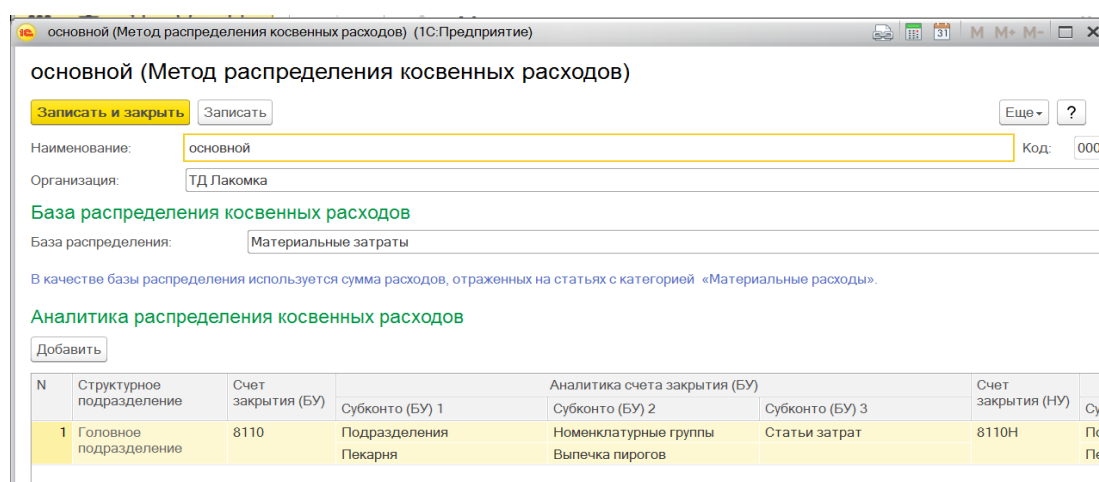 основной (Метод распределения косвенных расходов) (1С:Предприятие)
31 M M+ M-
основной (Метод распределения косвенных расходов)
Записать и закрыть Записать Еще ?
Наименование: основной Код: 000
Организация: ТД Лакомка
База распределения косвенных расходов
База распределения: Материальные затраты
В качестве базы распределения используется сумма расходов, отраженных на статьях с категорией «Материальные расходы».
Аналитика распределения косвенных расходов
Добавить
N Структурное подразделение Счет закрытия (БУ) Аналитика счета закрытия (БУ) Счет закрытия (НУ)
Субконто (БУ) 1 Субконто (БУ) 2 Субконто (БУ) 3
1 Головное подразделение 8110 Подразделения Номенклатурные группы Статьи затрат 8110Н
Пекарня Выпечка пирогов